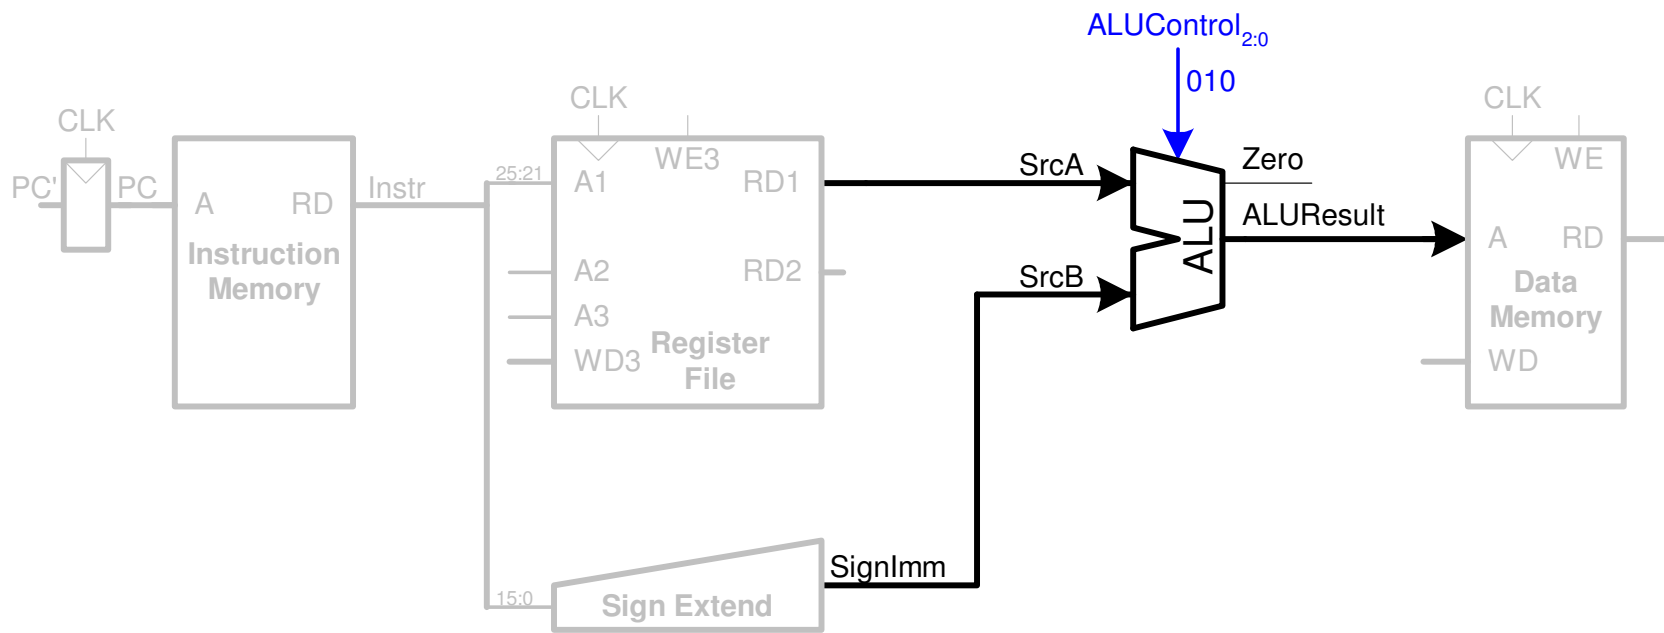 ALUControl2:0
010
CLK
CLK
CLK
PC'
PC
A
RD
Instruction
Memory
Instr
25:21
A1
WE3
RD1
A2
RD2
A3
WD3
Register
File
SrcA
SrcB
ALU
Zero
ALUResult
WE
A
RD
Data
Memory
WD
SignImm
15:0
Sign Extend